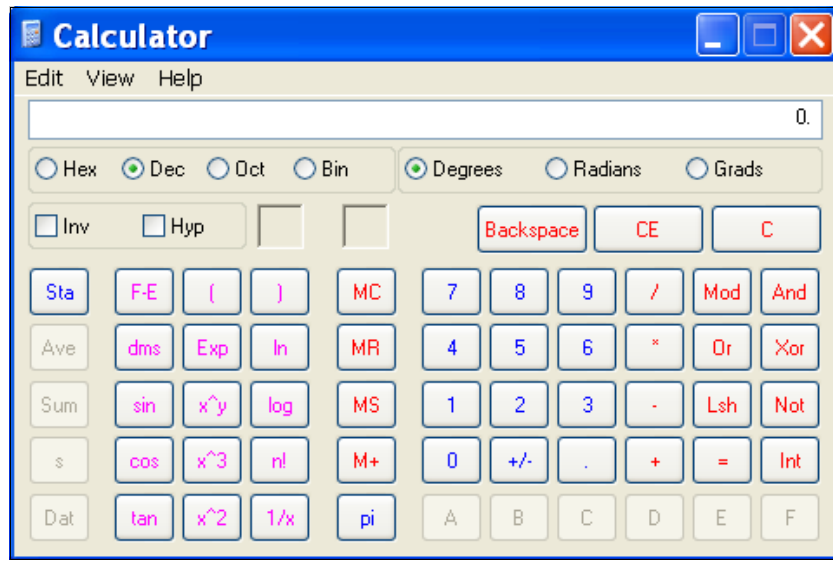 Calculator
Edit View Help
0.
Hex Dec Oct Bin Degrees Radians Grads
Inv Hyp Backspace CE C
Sta F-E ( ) MC 7 8 9 / Mod And
Ave dms Exp ln MR 4 5 6 * Or Xor
Sum sin x^y log MS 1 2 3 - Lsh Not
s cos x^3 n! M+ 0 +/- . + = Int
Dat tan x^2 1/x pi A B C D E F